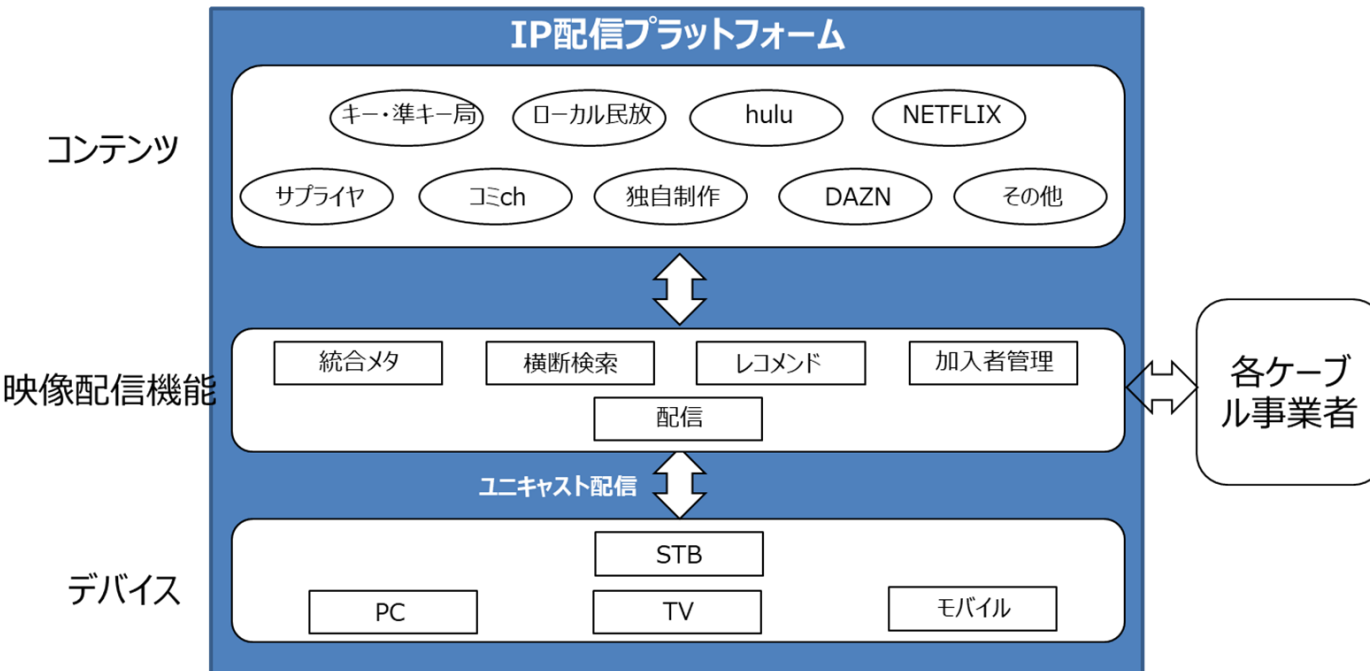 IP配信プラットフォーム
コンテンツ
キー・準キー局
ローカル民放
hulu
NETFLIX
サプライヤ
コミch
独自制作
DAZN
その他
映像配信機能
統合メタ
横断検索
レコメンド
加入者管理
配信
各ケーブ
ル事業者
ユニキャスト配信
デバイス
STB
PC
TV
モバイル